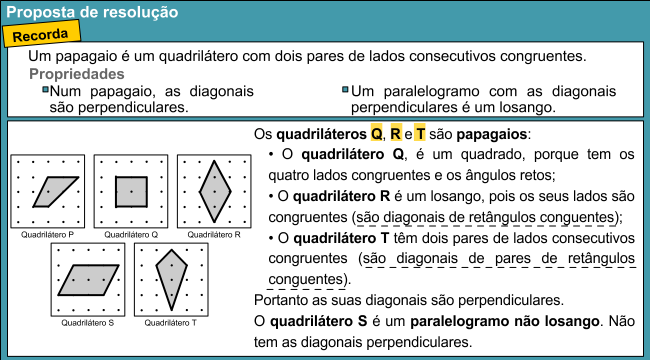 Proposta de resolução
Recorda
Um papagaio é um quadrilátero com dois pares de lados consecutivos congruentes.
Propriedades
Num papagaio, as diagonais
são perpendiculares.
Um paralelogramo com as diagonais
perpendiculares é um losango.
Os quadriláteros Q, R e T são papagaios:
• O quadrilátero Q, é um quadrado, porque tem os
quatro lados congruentes e os ângulos retos;
• O quadrilátero R é um losango, pois os seus lados são
congruentes (são diagonais de retângulos conguentes);
• O quadrilátero T têm dois pares de lados consecutivos
congruentes (são diagonais de pares de retângulos
conguentes).
Portanto as suas diagonais são perpendiculares.
O quadrilátero S é um paralelogramo não losango. Não
tem as diagonais perpendiculares.
Quadrilátero P
Quadrilátero Q
Quadrilátero R
Quadrilátero S
Quadrilátero T